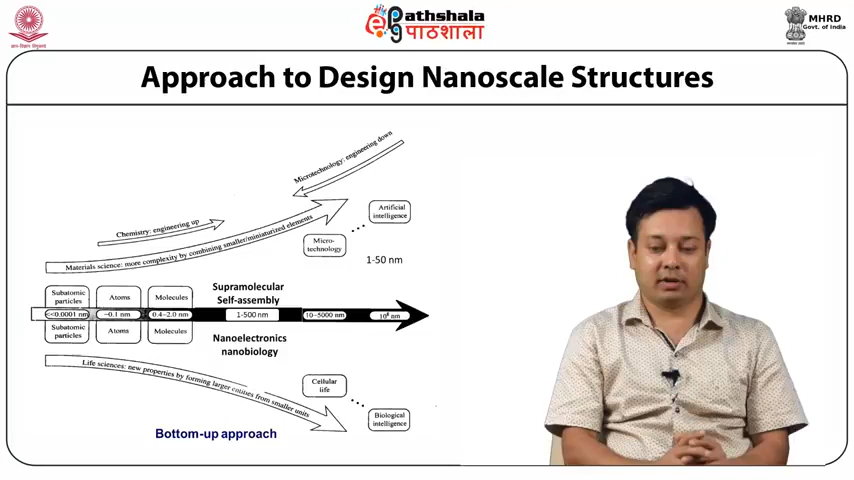 Pathshala
पाठशाला
MHRD
Govt. of India
Approach to Design Nanoscale Structures
Microtechnology: engineering down
Chemistry: engineering up
Materials science: more complexity by combining smaller/miniaturized elements
Artificial
intelligence
Micro-
technology
1-50 nm
Subatomic
particles
Atoms
Molecules
Supramolecular
Self-assembly
<<0.0001 nm
~0.1 nm
0.4–2.0 nm
1-500 nm
10–5000 nm
Subatomic
particles
Atoms
Molecules
Nanoelectronics
nanobiology
Life sciences: new properties by forming larger entities from smaller units
Cellular
life
Biological
intelligence
Bottom-up approach